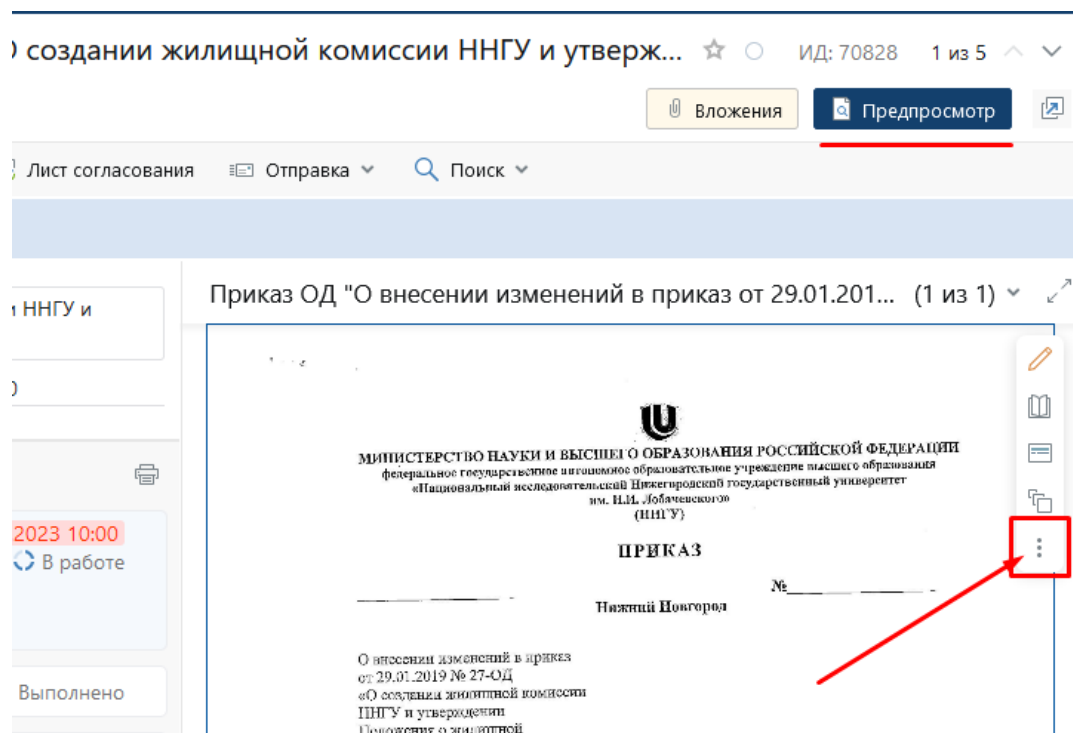 О создании жилищной комиссии ННГУ и утверж... ИД: 70828 1 из 5
Вложения Предпросмотр
Лист согласования Отправка Поиск
и ННГУ и
Приказ ОД "О внесении изменений в приказ от 29.01.201... (1 из 1)
МИНИСТЕРСТВО НАУКИ И ВЫСШЕГО ОБРАЗОВАНИЯ РОССИЙСКОЙ ФЕДЕРАЦИИ
федеральное государственное автономное образовательное учреждение высшего образования
«Национальный исследовательский Нижегородский государственный университет
им. Н.И. Лобачевского»
(ННГУ)
ПРИКАЗ
№
Нижний Новгород
.2023 10:00
В работе
Выполнено
О внесении изменений в приказ
от 29.01.2019 № 27-ОД
«О создании жилищной комиссии
ННГУ и утверждении
Положения о жилищной